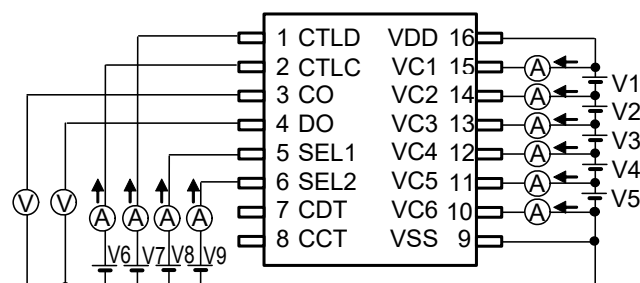 1 CTLD VDD 16
2 CTLC VC1 15 A
3 CO VC2 14 A V1
4 DO VC3 13 A V2
5 SEL1 VC4 12 A V3
6 SEL2 VC5 11 A V4
7 CDT VC6 10 A V5
8 CCT VSS 9
V V A A A A
V6 V7 V8 V9